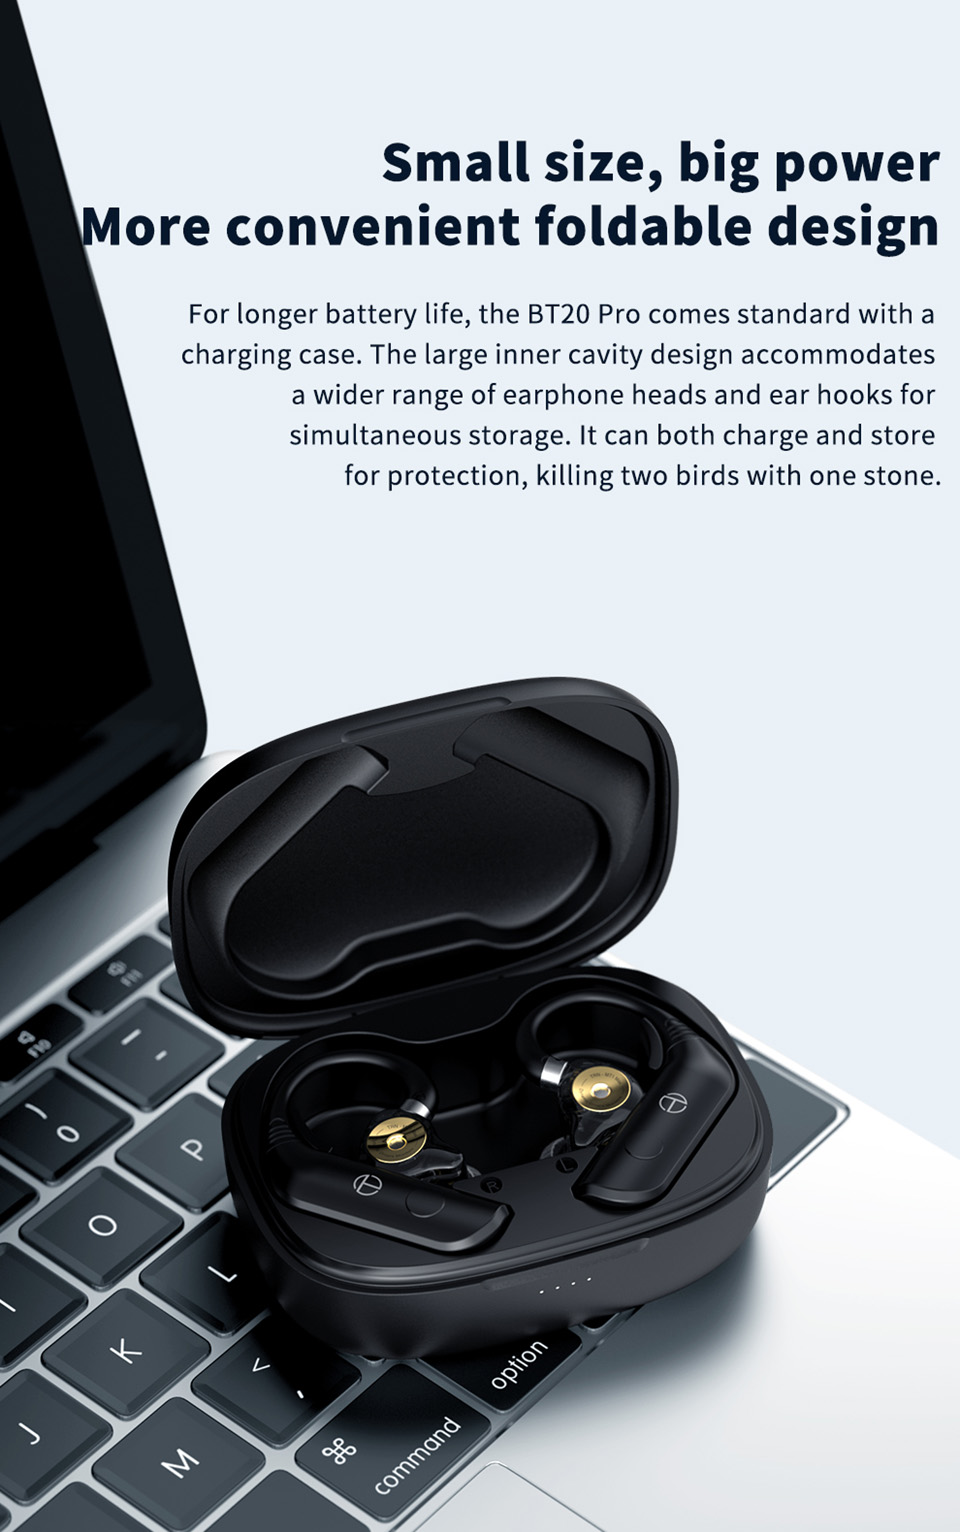 Small size, big power
More convenient foldable design
For longer battery life, the BT20 Pro comes standard with a
charging case. The large inner cavity design accommodates
a wider range of earphone heads and ear hooks for
simultaneous storage. It can both charge and store
for protection, killing two birds with one stone.
F11
F10
P
O
L
R
L
K
option
J
M
command